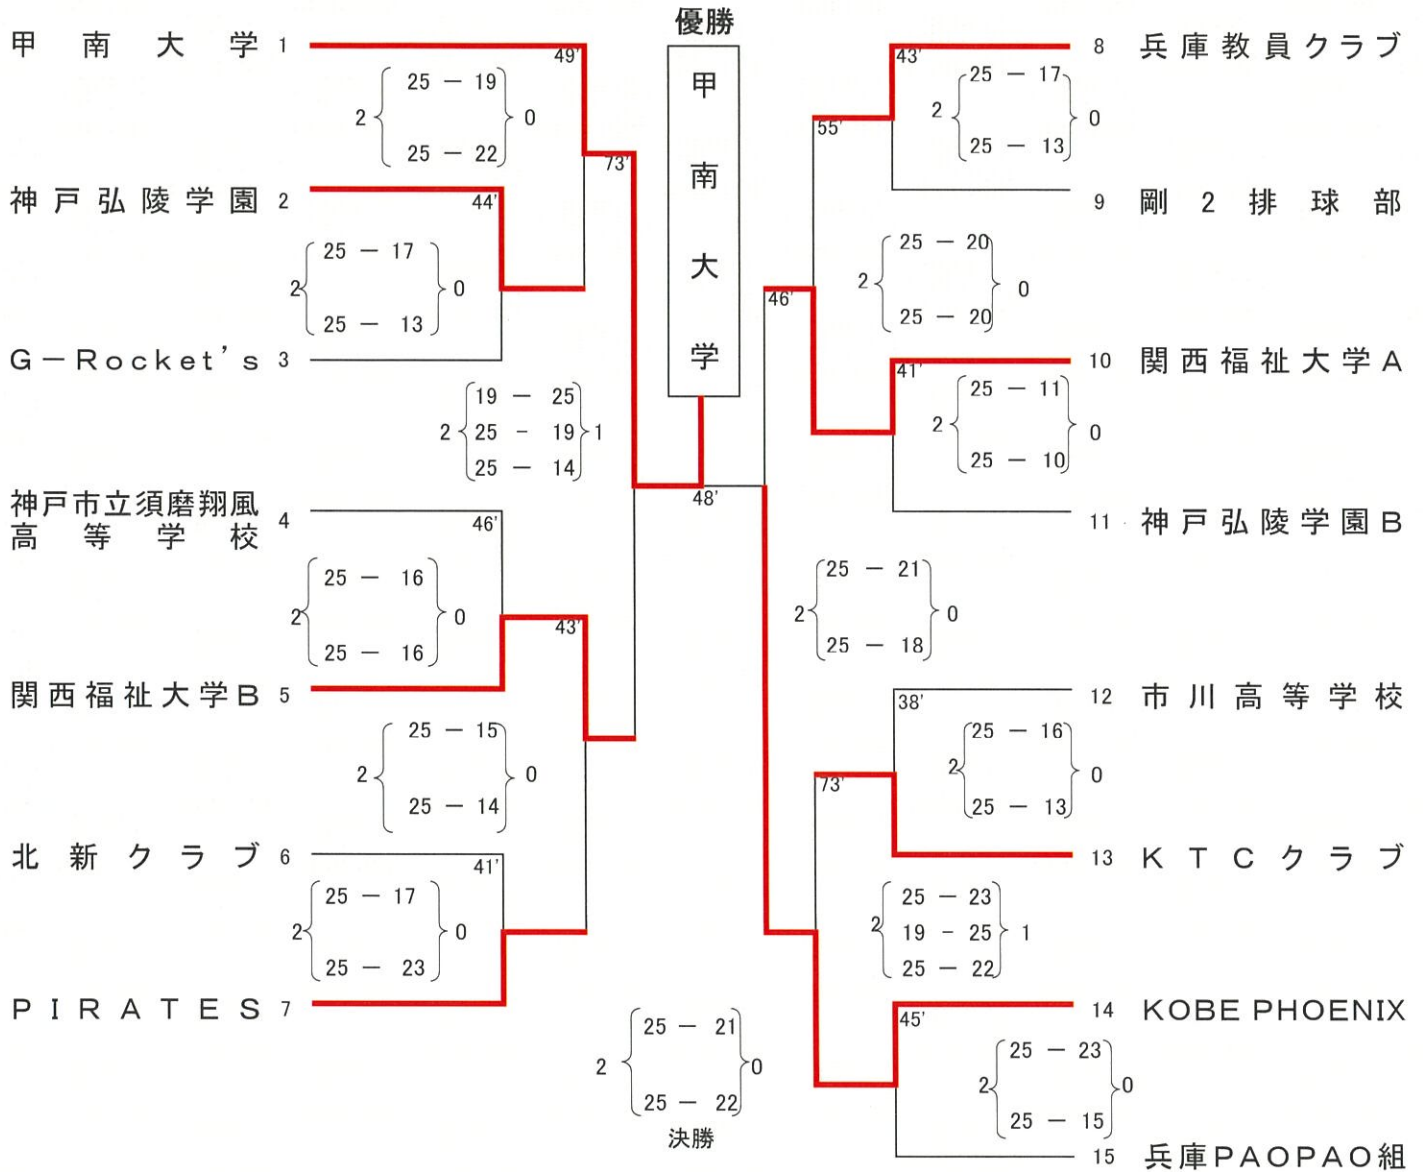 優勝
甲南大学
甲南大学 1
49'
25 － 19
2 0
25 － 22
73'
神戸弘陵学園 2
44'
25 － 17
2 0
25 － 13
G－Rocket's 3
19 － 25
2 25 - 19 1
25 － 14
神戸市立須磨翔風
高等学校 4
46'
25 － 16
2 0
25 － 16
43'
関西福祉大学B 5
25 － 15
2 0
25 － 14
北新クラブ 6
41'
25 － 17
2 0
25 － 23
PIRATES 7
48'
25 － 21
2 0
25 － 22
決勝
8 兵庫教員クラブ
43'
25 － 17
2 0
25 － 13
55'
9 剛2排球部
25 － 20
2 0
25 － 20
46'
10 関西福祉大学A
41'
25 － 11
2 0
25 － 10
11 神戸弘陵学園B
25 － 21
2 0
25 － 18
12 市川高等学校
38'
25 － 16
2 0
25 － 13
73'
13 KTCクラブ
25 － 23
2 19 - 25 1
25 － 22
14 KOBE PHOENIX
45'
25 － 23
2 0
25 － 15
15 兵庫PAOPAO組